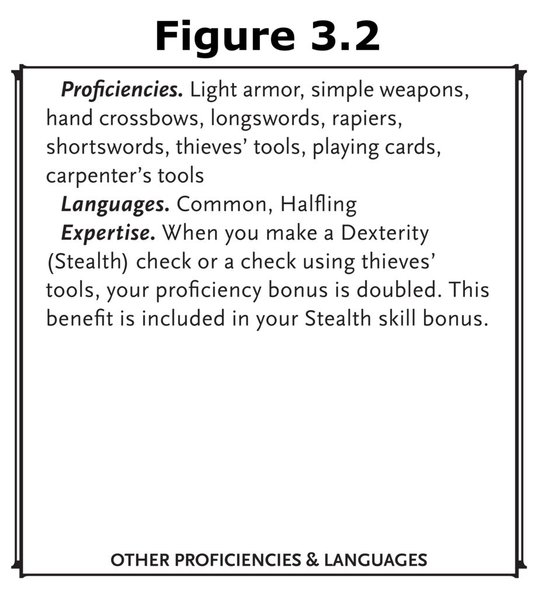 Figure 3.2
Proficiencies. Light armor, simple weapons,
hand crossbows, longswords, rapiers,
shortswords, thieves’ tools, playing cards,
carpenter’s tools
Languages. Common, Halfling
Expertise. When you make a Dexterity
(Stealth) check or a check using thieves’
tools, your proficiency bonus is doubled. This
benefit is included in your Stealth skill bonus.
OTHER PROFICIENCIES & LANGUAGES